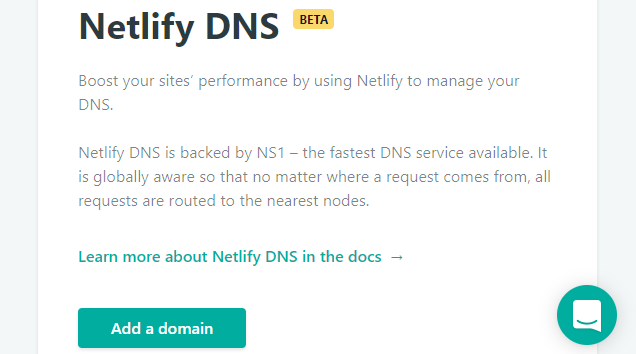 Netlify DNS BETA
Boost your sites’ performance by using Netlify to manage your
DNS.
Netlify DNS is backed by NS1 – the fastest DNS service available. It
is globally aware so that no matter where a request comes from, all
requests are routed to the nearest nodes.
Learn more about Netlify DNS in the docs →
Add a domain